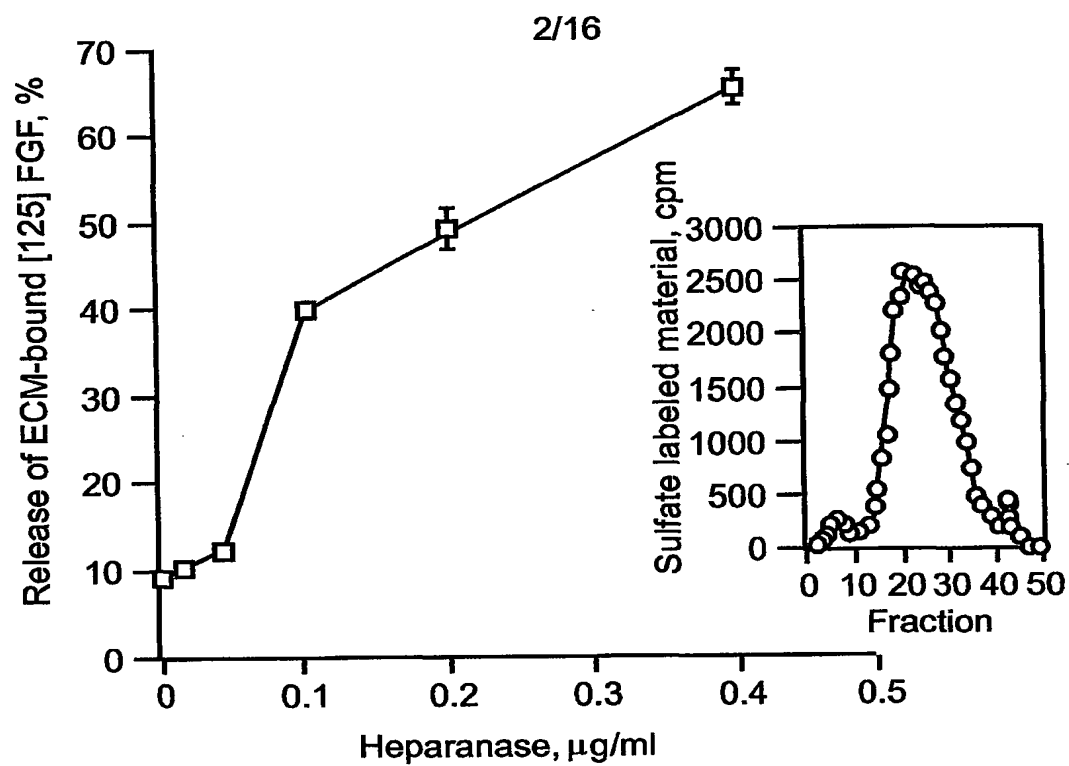 2/16
Release of ECM-bound [125] FGF, %
70
60
50
40
30
20
10
0
0 0.1 0.2 0.3 0.4 0.5
Heparanase, µg/ml
Sulfate labeled material, cpm
3000
2500
2000
1500
1000
500
0
0 10 20 30 40 50
Fraction